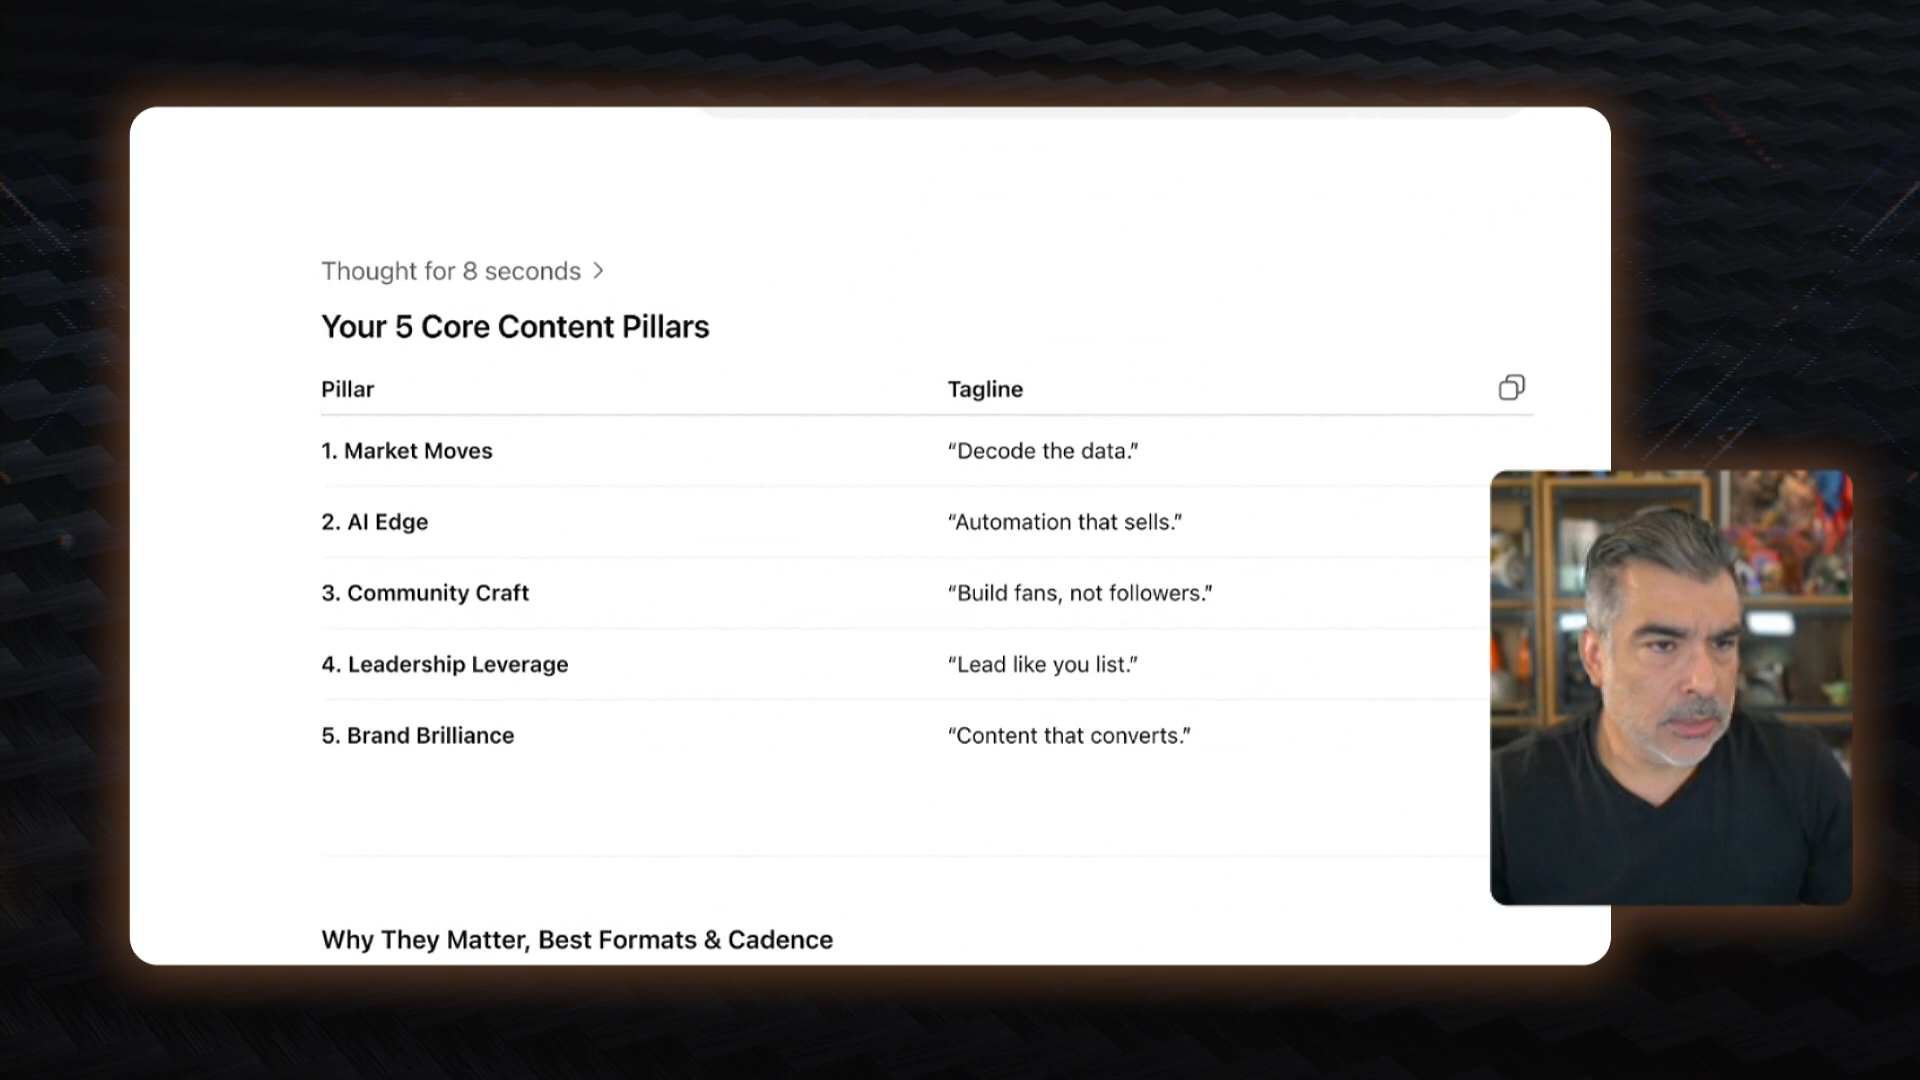 Thought for 8 seconds >
Your 5 Core Content Pillars
Pillar Tagline
1. Market Moves “Decode the data.”
2. AI Edge “Automation that sells.”
3. Community Craft “Build fans, not followers.”
4. Leadership Leverage “Lead like you list.”
5. Brand Brilliance “Content that converts.”
Why They Matter, Best Formats & Cadence